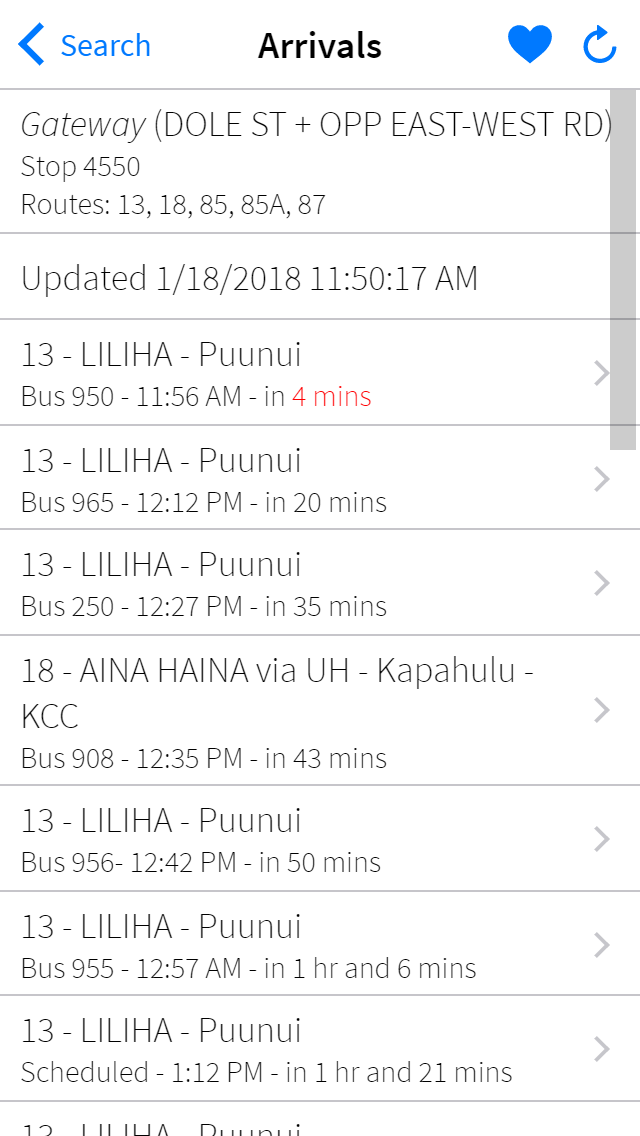 Search
Arrivals
Gateway (DOLE ST + OPP EAST-WEST RD)
Stop 4550
Routes: 13, 18, 85, 85A, 87
Updated 1/18/2018 11:50:17 AM
13 - LILIHA - Puunui
Bus 950 - 11:56 AM - in 4 mins
13 - LILIHA - Puunui
Bus 965 - 12:12 PM - in 20 mins
13 - LILIHA - Puunui
Bus 250 - 12:27 PM - in 35 mins
18 - AINA HAINA via UH - Kapahulu -
KCC
Bus 908 - 12:35 PM - in 43 mins
13 - LILIHA - Puunui
Bus 956- 12:42 PM - in 50 mins
13 - LILIHA - Puunui
Bus 955 - 12:57 AM - in 1 hr and 6 mins
13 - LILIHA - Puunui
Scheduled - 1:12 PM - in 1 hr and 21 mins
13 - LILIHA - Puunui